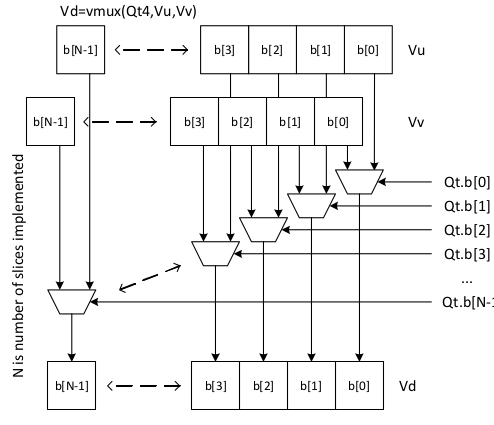 Vd=vmux(Qt4,Vu,Vv)
b[N-1] b[3] b[2] b[1] b[0] Vu
b[N-1] b[3] b[2] b[1] b[0] Vv
Qt.b[0]
Qt.b[1]
Qt.b[2]
Qt.b[3]
...
Qt.b[N-1
N is number of slices implemented
b[N-1] b[3] b[2] b[1] b[0] Vd